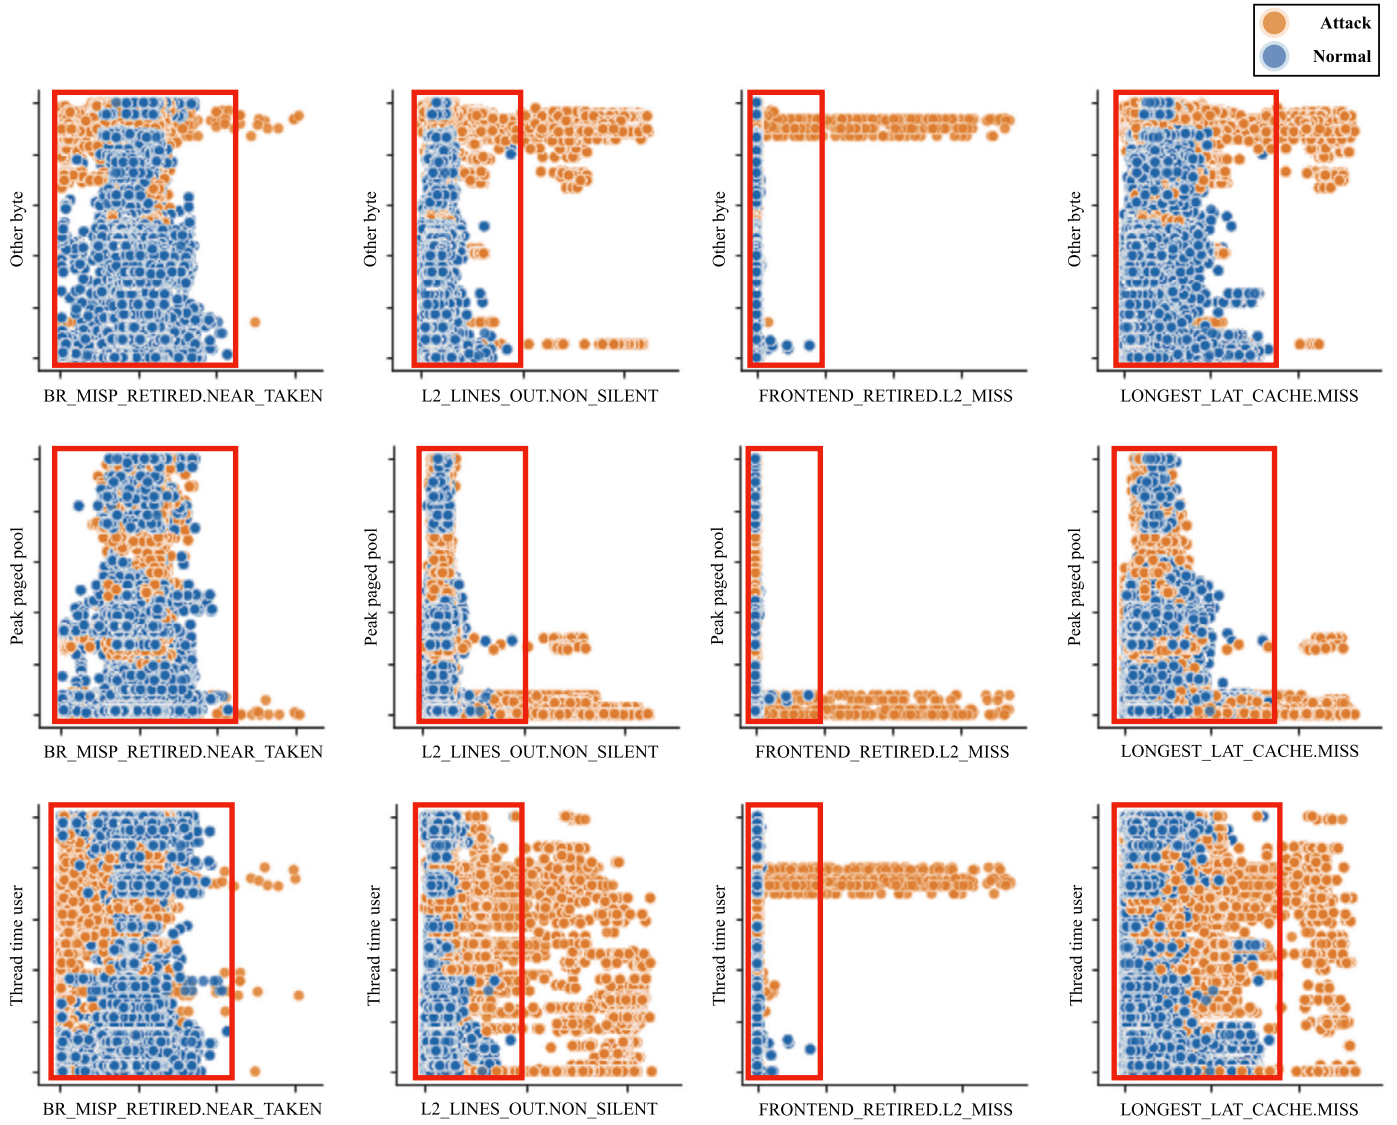 Attack
Normal
Other byte
BR_MISP_RETIRED.NEAR_TAKEN
Other byte
L2_LINES_OUT.NON_SILENT
Other byte
FRONTEND_RETIRED.L2_MISS
Other byte
LONGEST_LAT_CACHE.MISS
Peak paged pool
BR_MISP_RETIRED.NEAR_TAKEN
Peak paged pool
L2_LINES_OUT.NON_SILENT
Peak paged pool
FRONTEND_RETIRED.L2_MISS
Peak paged pool
LONGEST_LAT_CACHE.MISS
Thread time user
BR_MISP_RETIRED.NEAR_TAKEN
Thread time user
L2_LINES_OUT.NON_SILENT
Thread time user
FRONTEND_RETIRED.L2_MISS
Thread time user
LONGEST_LAT_CACHE.MISS